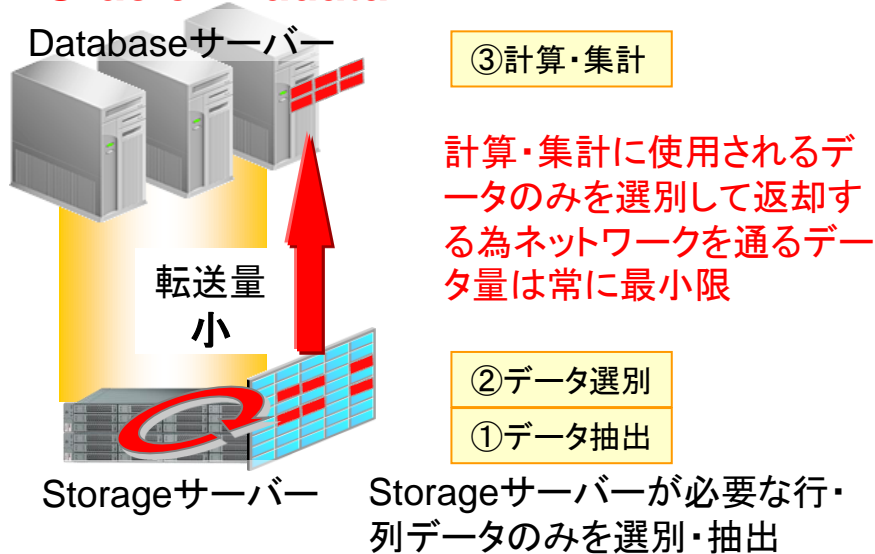 Databaseサーバー
③計算・集計
計算・集計に使用されるデ
ータのみを選別して返却す
る為ネットワークを通るデー
タ量は常に最小限
転送量
小
②データ選別
①データ抽出
Storageサーバー
Storageサーバーが必要な行・
列データのみを選別・抽出